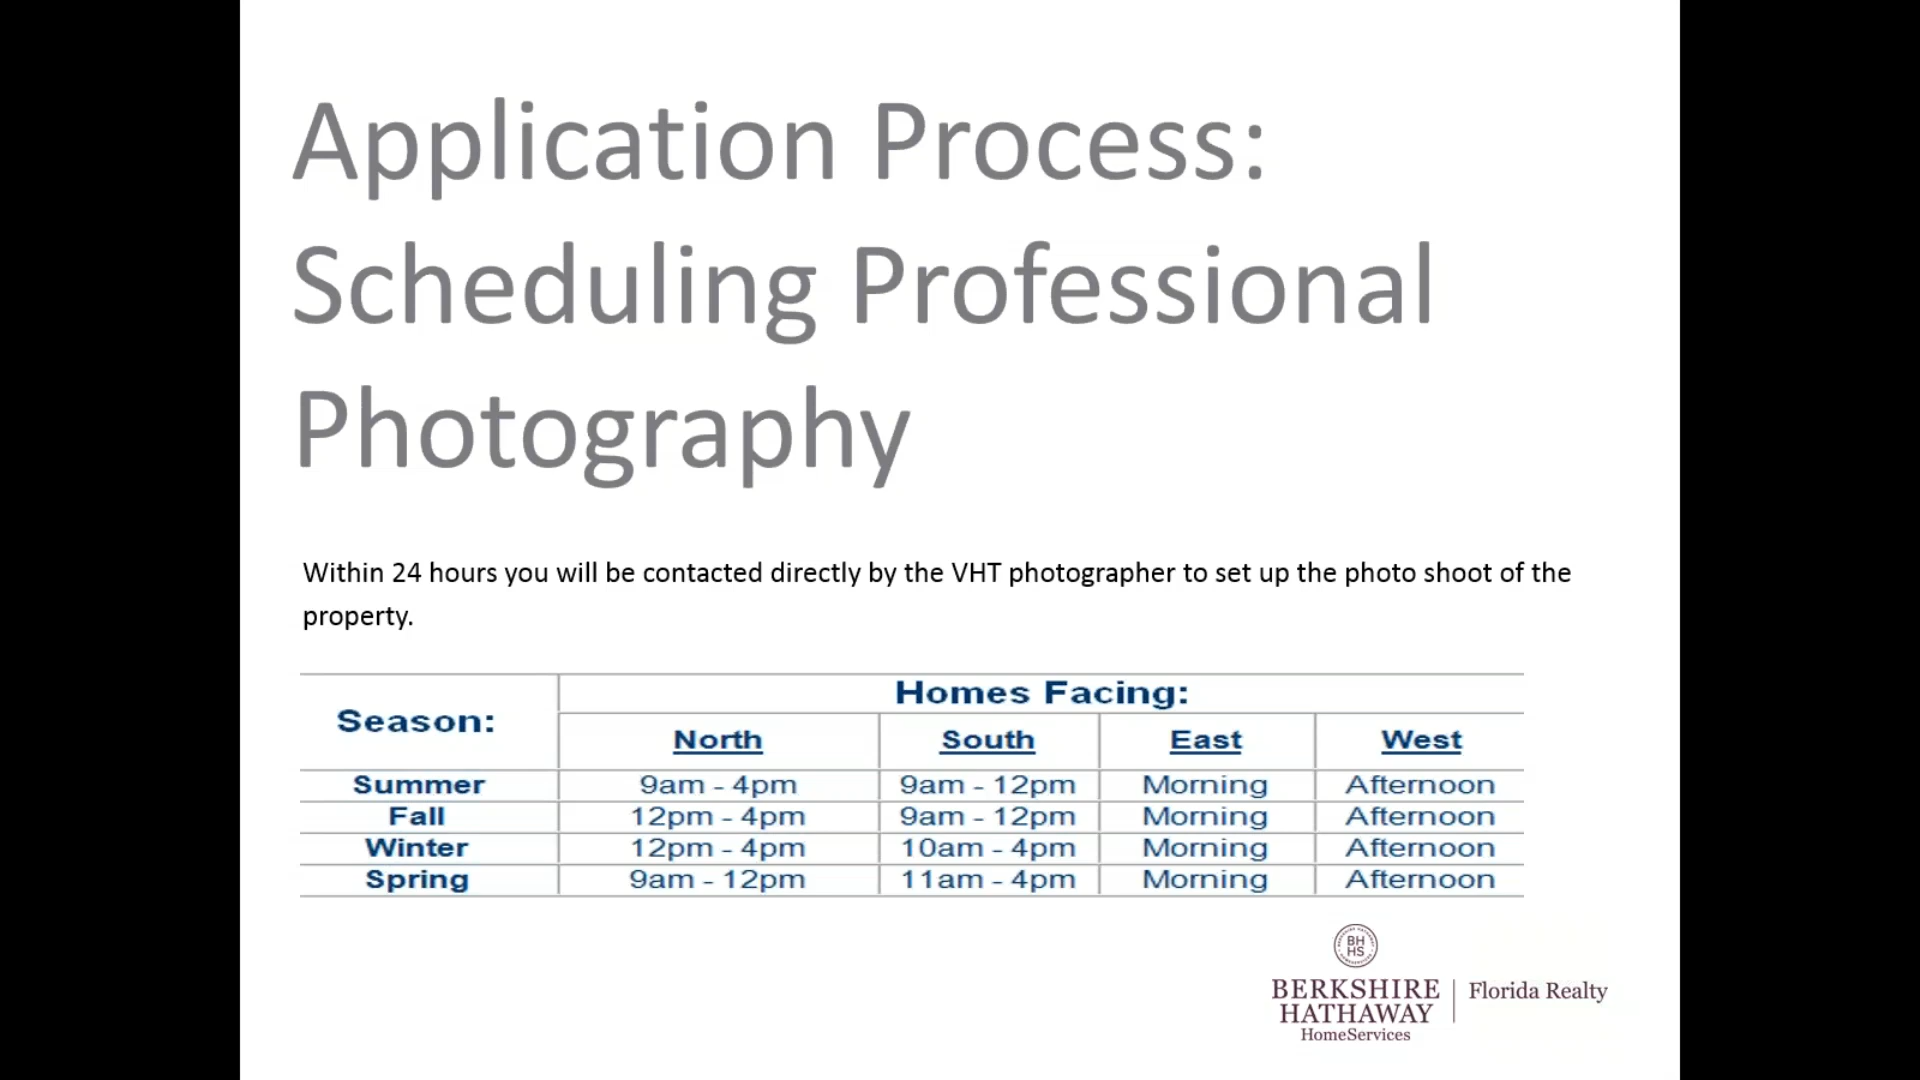 Application Process:
Scheduling Professional
Photography
Within 24 hours you will be contacted directly by the VHT photographer to set up the photo shoot of the
property.
Season: Homes Facing:
North South East West
Summer 9am - 4pm 9am - 12pm Morning Afternoon
Fall 12pm - 4pm 9am - 12pm Morning Afternoon
Winter 12pm - 4pm 10am - 4pm Morning Afternoon
Spring 9am - 12pm 11am - 4pm Morning Afternoon
BH
HS
BERKSHIRE
HATHAWAY
HomeServices
Florida Realty